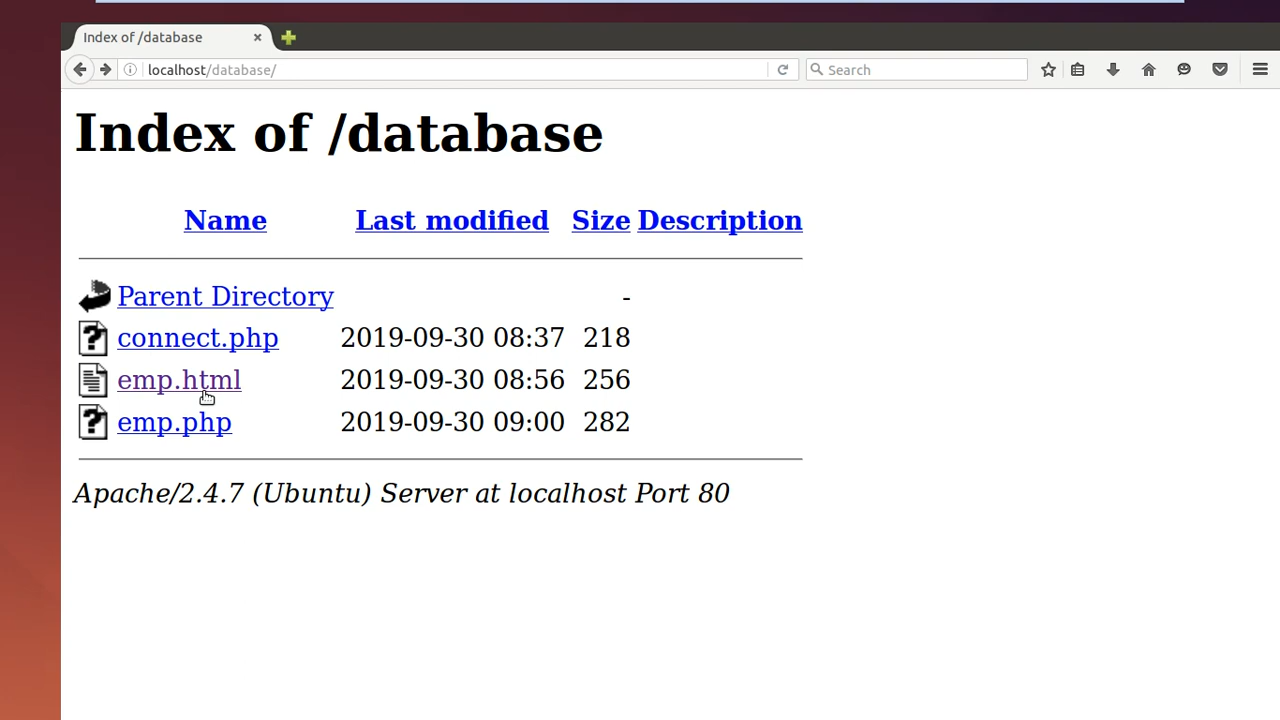 Index of /database
localhost/database/
Search
Index of /database
Name Last modified Size Description
Parent Directory -
connect.php 2019-09-30 08:37 218
emp.html 2019-09-30 08:56 256
emp.php 2019-09-30 09:00 282
Apache/2.4.7 (Ubuntu) Server at localhost Port 80